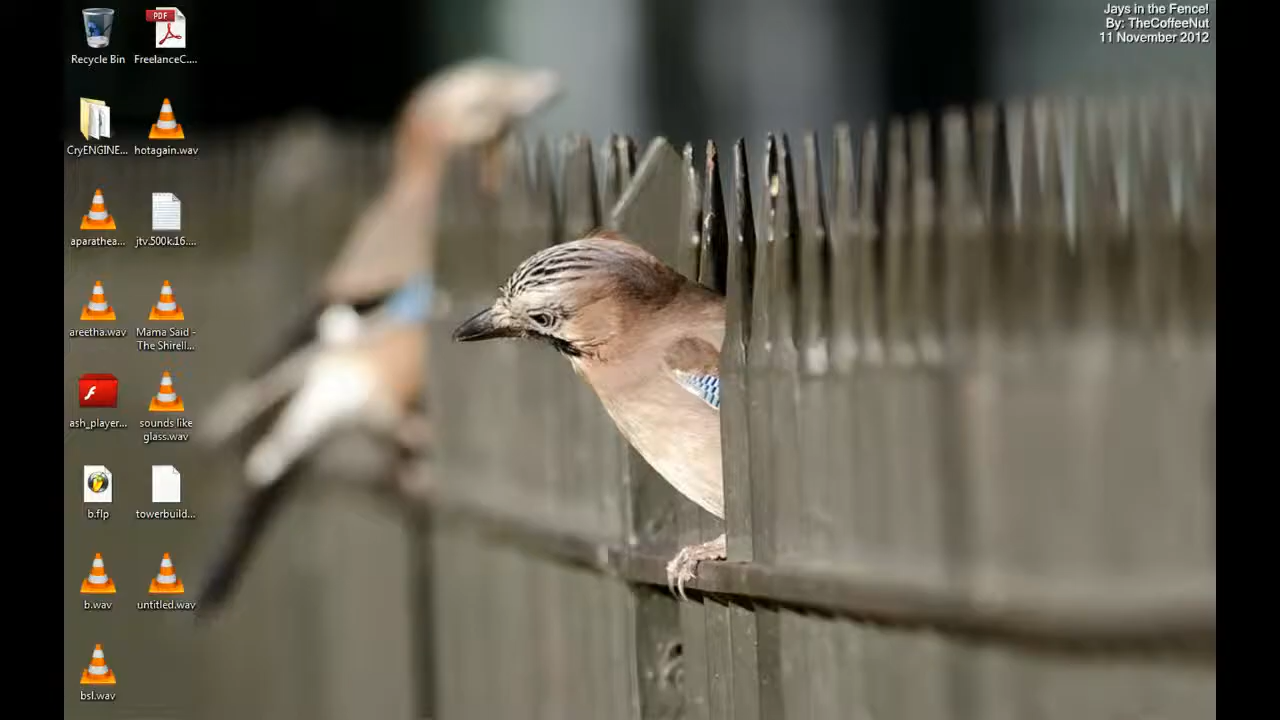 Jays in the Fence!
By: TheCoffeeNut
11 November 2012
Recycle Bin
PDF
FreelanceC....
CryENGINE...
hotagain.wav
aparathea...
jtv.500k.16....
areetha.wav
Mama Said -
The Shirell...
ash_player...
sounds like
glass.wav
b.flp
towerbuild...
b.wav
untitled.wav
bsl.wav